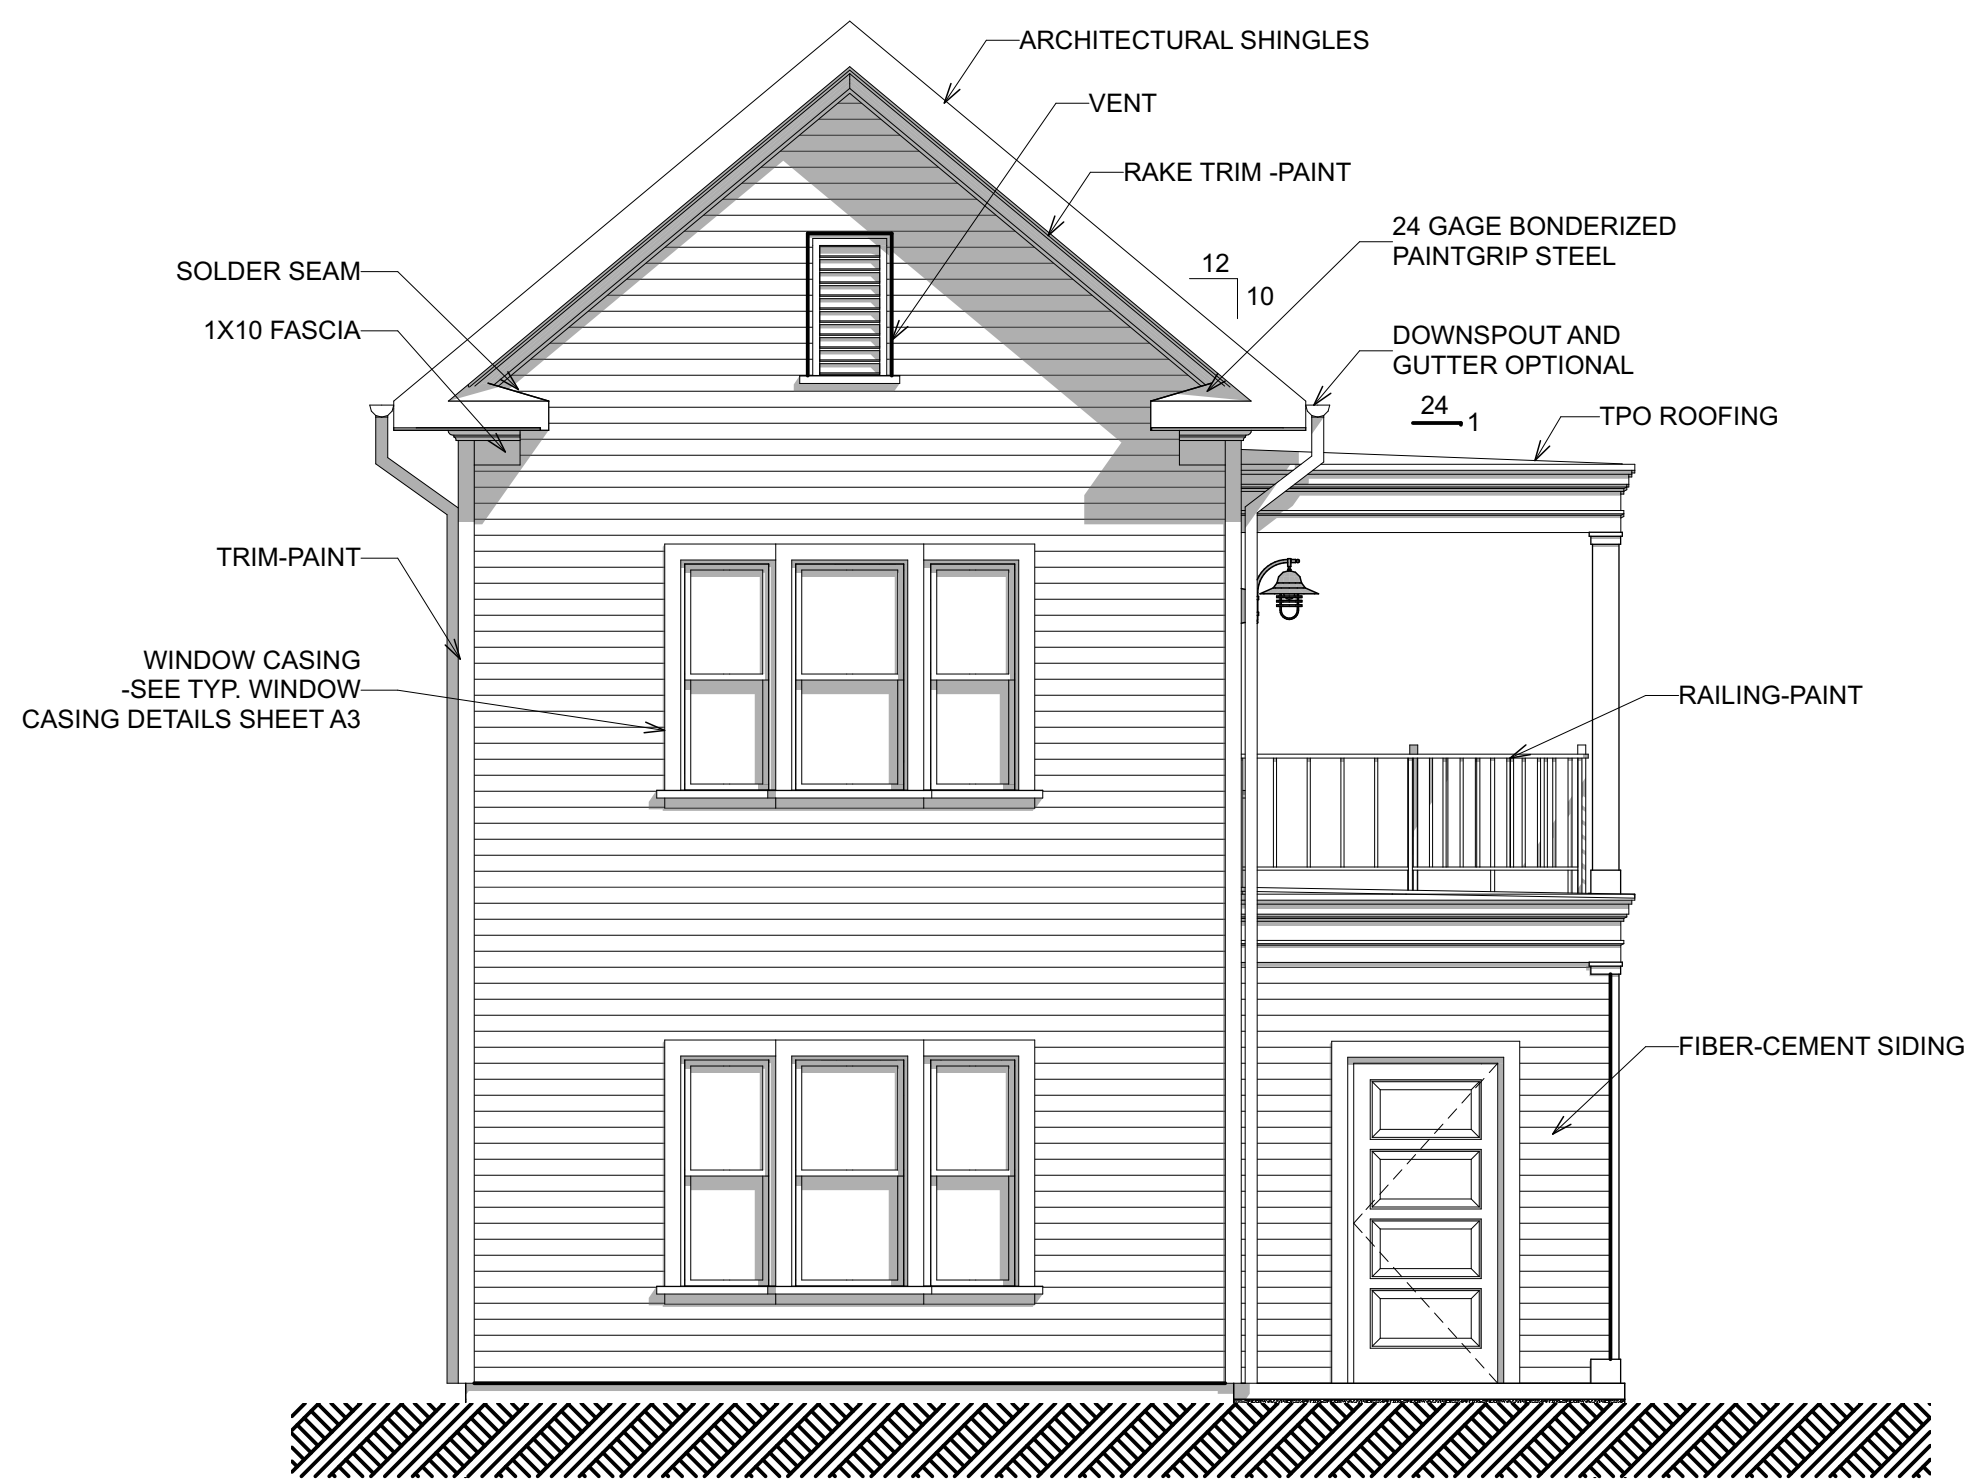 ARCHITECTURAL SHINGLES
VENT
RAKE TRIM -PAINT
24 GAGE BONDERIZED
PAINTGRIP STEEL
12
10
SOLDER SEAM
1X10 FASCIA
DOWNSPOUT AND
GUTTER OPTIONAL
24
1
TPO ROOFING
TRIM-PAINT
WINDOW CASING
-SEE TYP. WINDOW
CASING DETAILS SHEET A3
RAILING-PAINT
FIBER-CEMENT SIDING